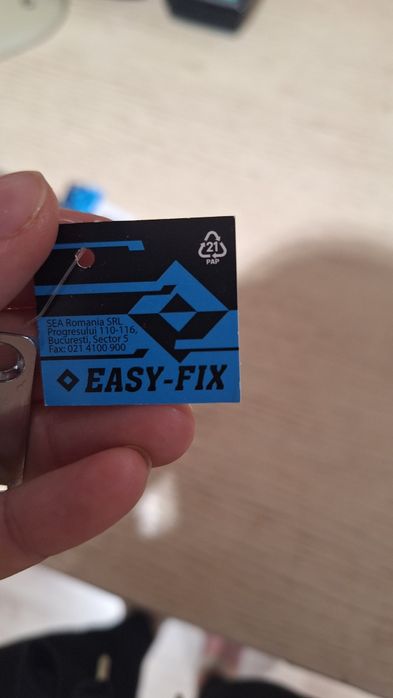 21
PAP
SEA Romania SRL
Progresului 110-116,
Bucuresti, Sector 5
Fax: 021 4100 900
EASY-FIX